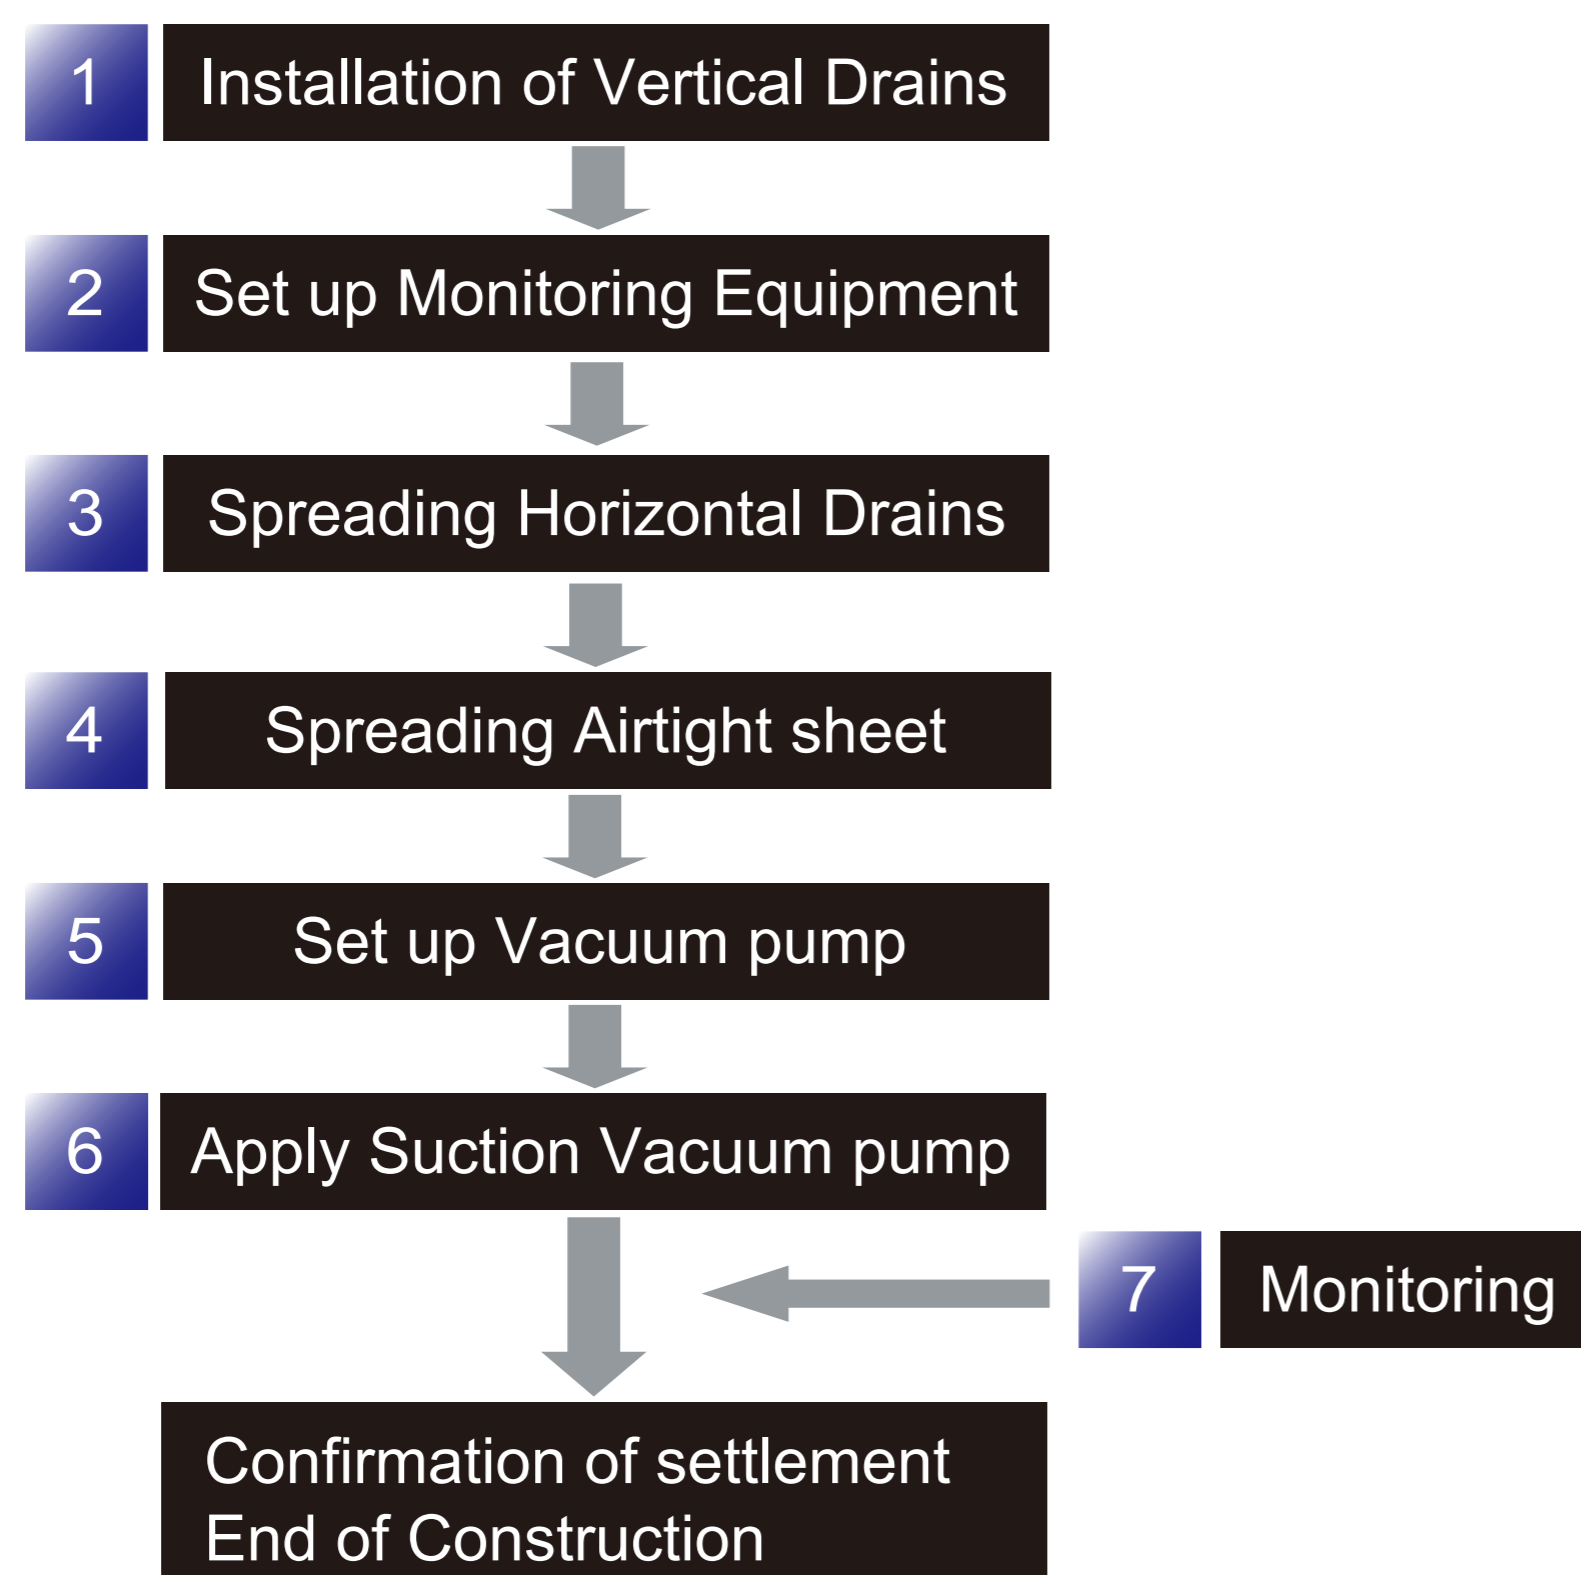 1 Installation of Vertical Drains
2 Set up Monitoring Equipment
3 Spreading Horizontal Drains
4 Spreading Airtight sheet
5 Set up Vacuum pump
6 Apply Suction Vacuum pump
7 Monitoring
Confirmation of settlement
End of Construction